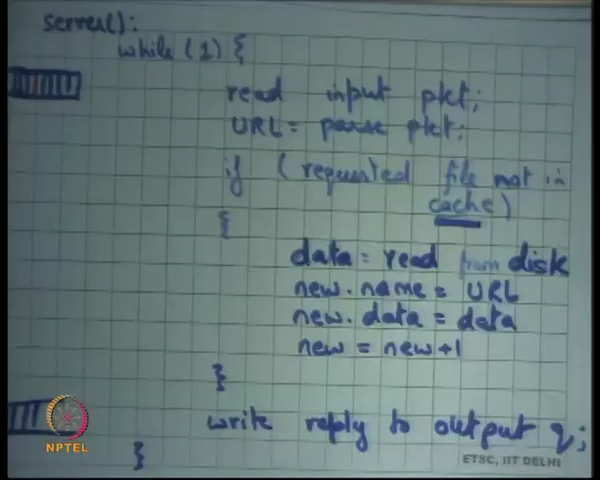 server():
while (1) {
read input pkt;
URL = parse pkt;
if (requested file not in
cache)
{
data = read from disk
new.name = URL
new.data = data
new = new+1
}
write reply to output q;
}
NPTEL
ETSC, IIT DELHI